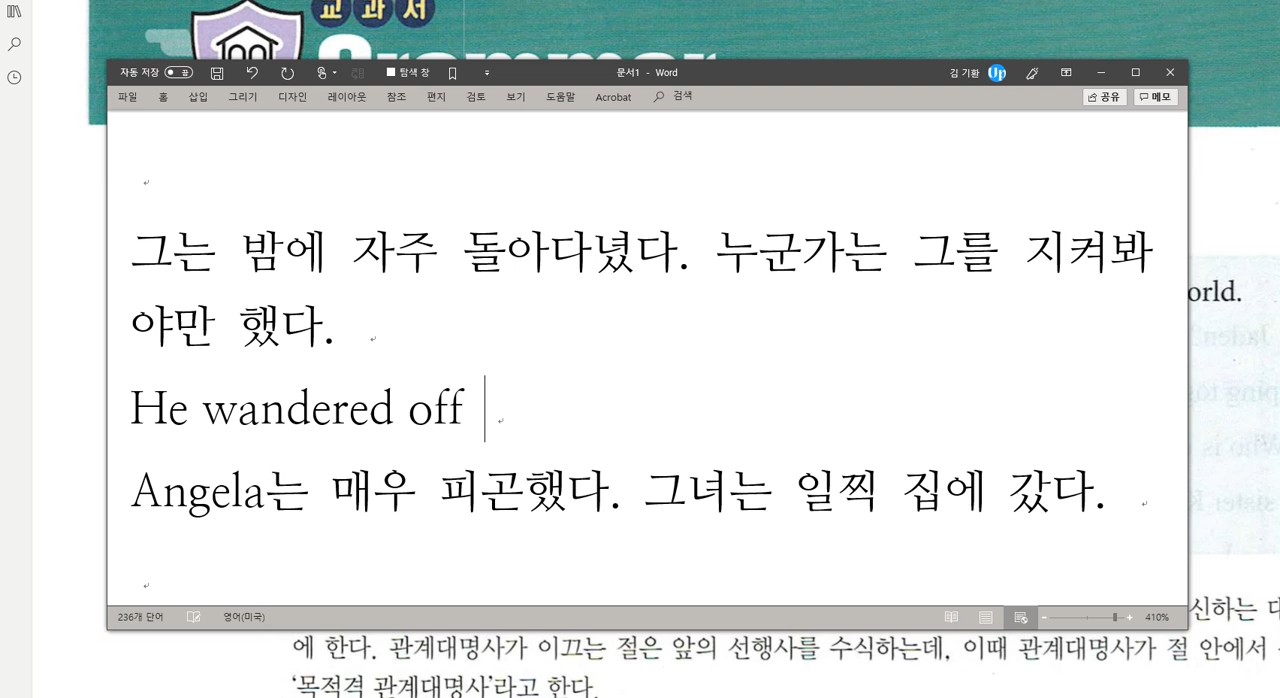 교과서
Grammar
자동 저장 끔 탐색 창 문서1 - Word 김 기환
파일 홈 삽입 그리기 디자인 레이아웃 참조 편지 검토 보기 도움말 Acrobat 검색 공유 메모
그는 밤에 자주 돌아다녔다. 누군가는 그를 지켜봐
야만 했다.
He wandered off
Angela는 매우 피곤했다. 그녀는 일찍 집에 갔다.
orld.
236개 단어 영어(미국) 410%
신하는 대
에 한다. 관계대명사가 이끄는 절은 앞의 선행사를 수식하는데, 이때 관계대명사가 절 안에서
‘목적격 관계대명사’라고 한다.